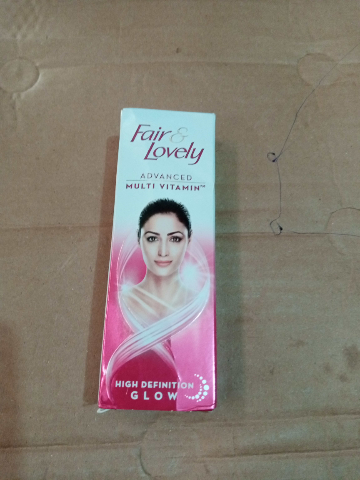 Fair &
Lovely
ADVANCED
MULTI VITAMIN™
HIGH DEFINITION
GLOW